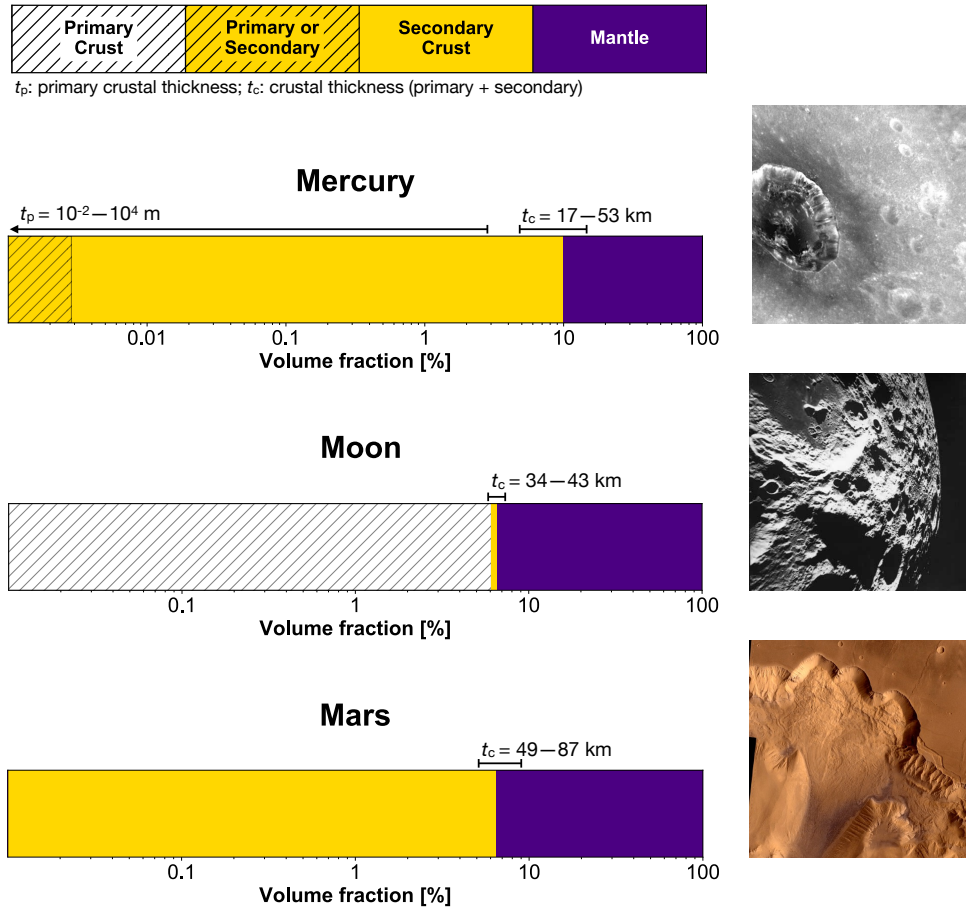 Primary Crust
Primary or Secondary
Secondary Crust
Mantle
tp: primary crustal thickness; tc: crustal thickness (primary + secondary)
Mercury
tp = 10-2—104 m
tc = 17—53 km
0.01 0.1 1 10 100
Volume fraction [%]
Moon
tc = 34—43 km
0.1 1 10 100
Volume fraction [%]
Mars
tc = 49—87 km
0.1 1 10 100
Volume fraction [%]